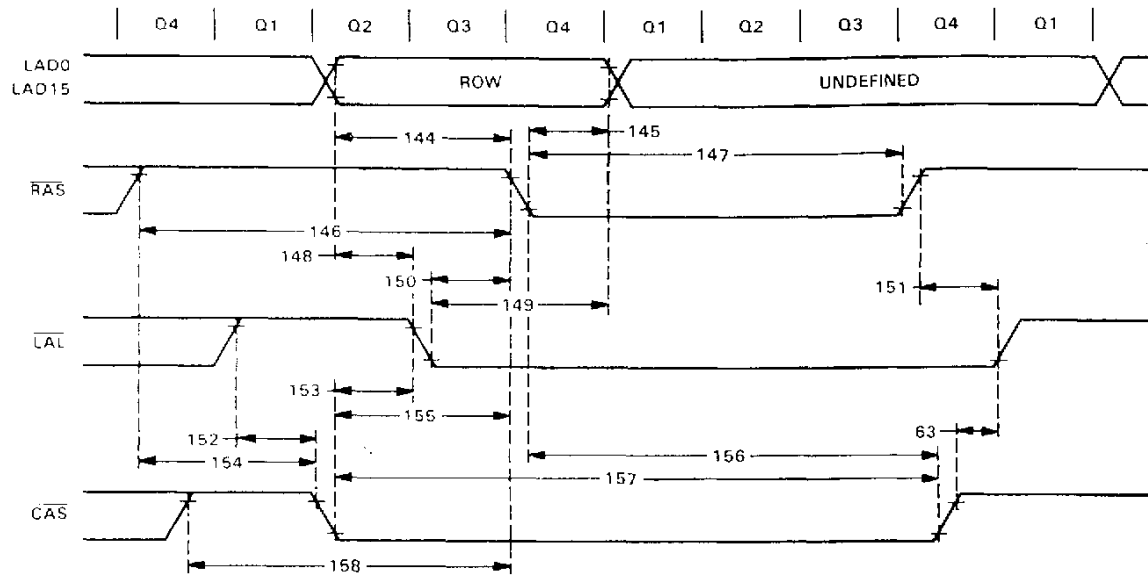 Q4 Q1 Q2 Q3 Q4 Q1 Q2 Q3 Q4 Q1
LAD0
LAD15
ROW
UNDEFINED
144
145
147
RAS
146
148
150
149
151
LAL
153
155
152
63
154
156
157
CAS
158